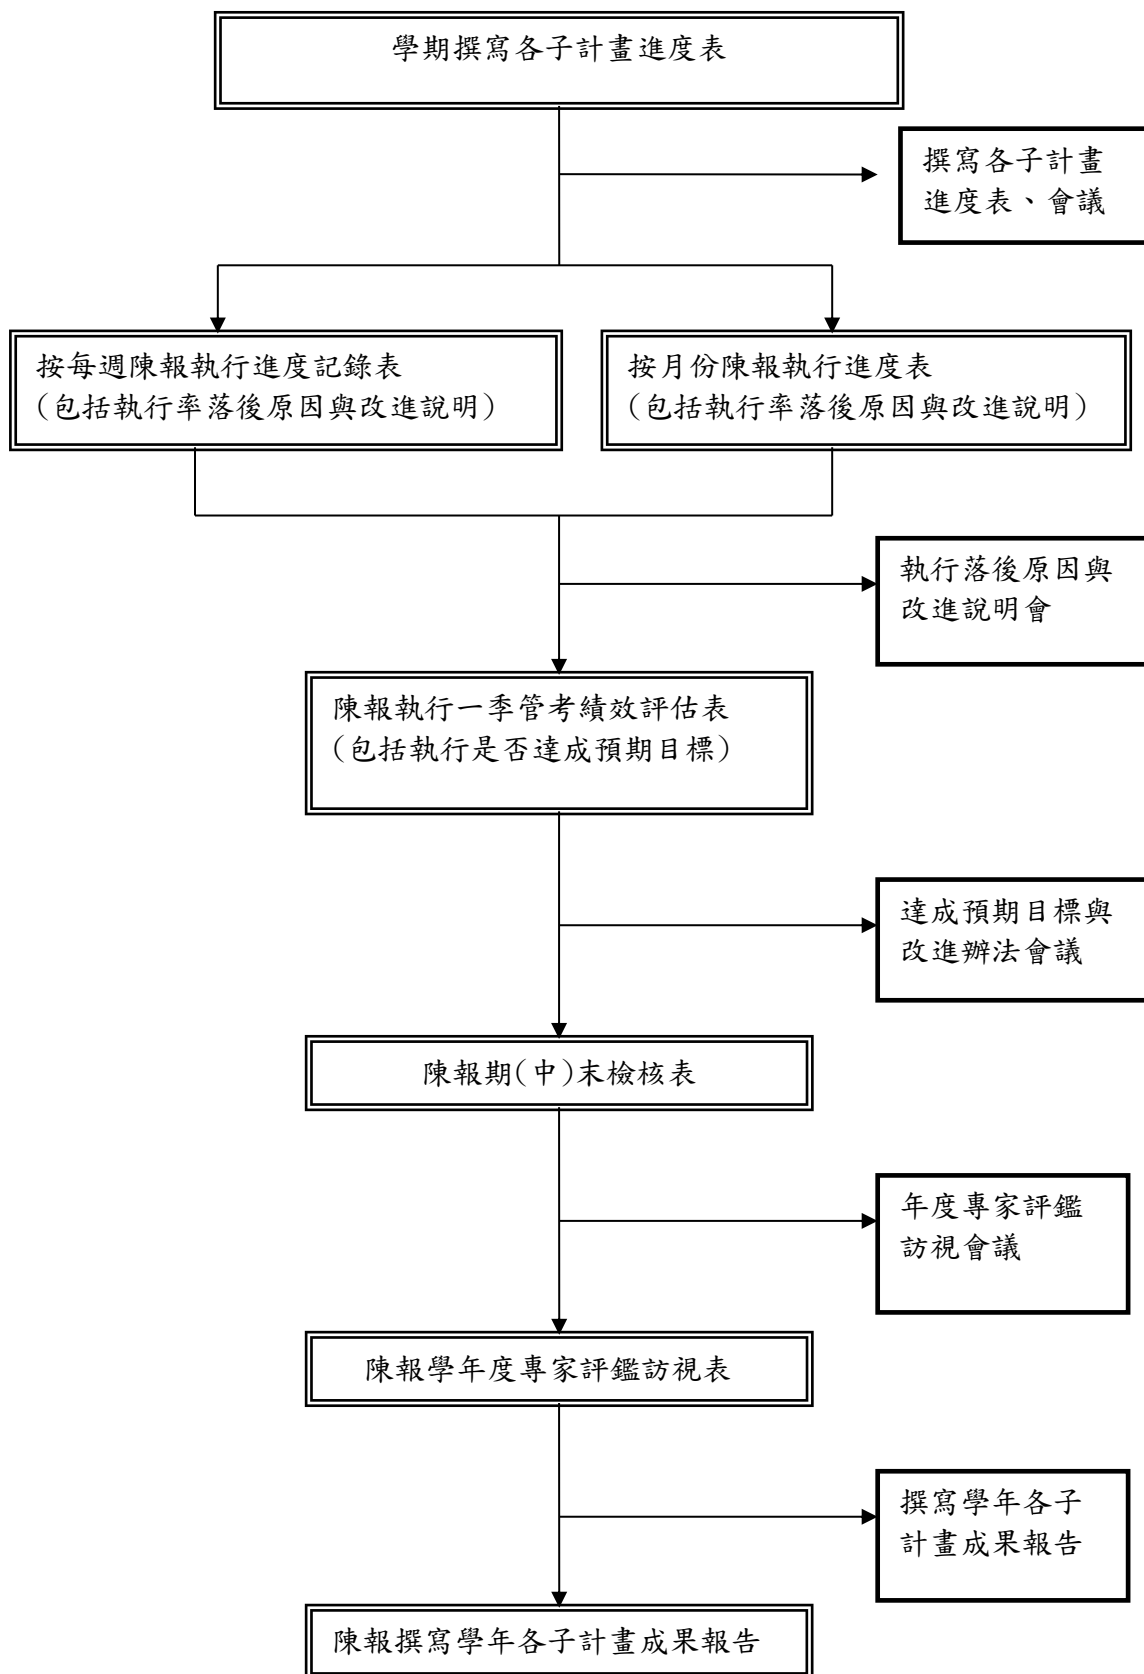 學期撰寫各子計畫進度表
撰寫各子計畫
進度表、會議
按每週陳報執行進度記錄表
(包括執行率落後原因與改進說明)
按月份陳報執行進度表
(包括執行率落後原因與改進說明)
執行落後原因與
改進說明會
陳報執行一季管考績效評估表
(包括執行是否達成預期目標)
達成預期目標與
改進辦法會議
陳報期(中)末檢核表
年度專家評鑑
訪視會議
陳報學年度專家評鑑訪視表
撰寫學年各子
計畫成果報告
陳報撰寫學年各子計畫成果報告